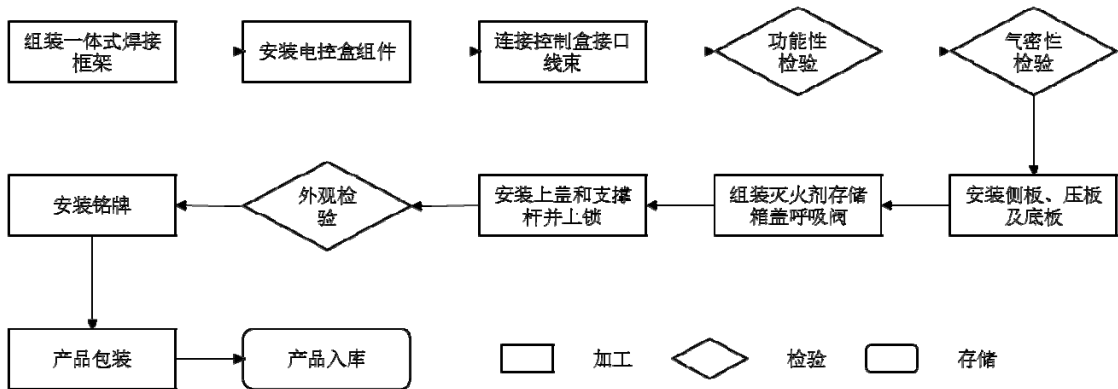 组装一体式焊接
框架
安装电控盒组件
连接控制盒接口
线束
功能性
检验
气密性
检验
安装铭牌
外观检
验
安装上盖和支撑
杆并上锁
组装灭火剂存储
箱盖呼吸阀
安装侧板、压板
及底板
产品包装
产品入库
加工
检验
存储